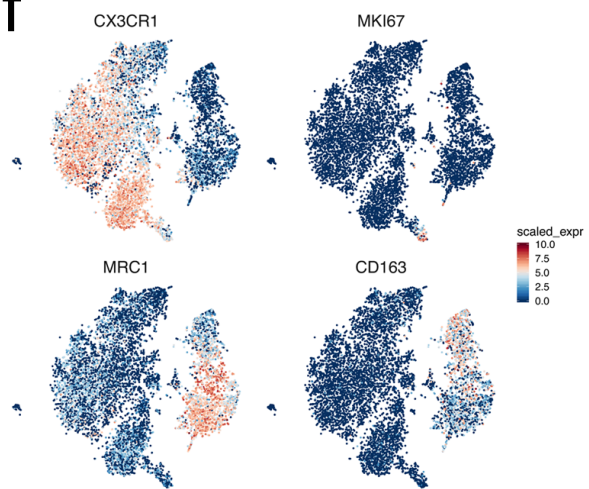 T
CX3CR1
MKI67
scaled_expr
10.0
7.5
5.0
2.5
0.0
MRC1
CD163